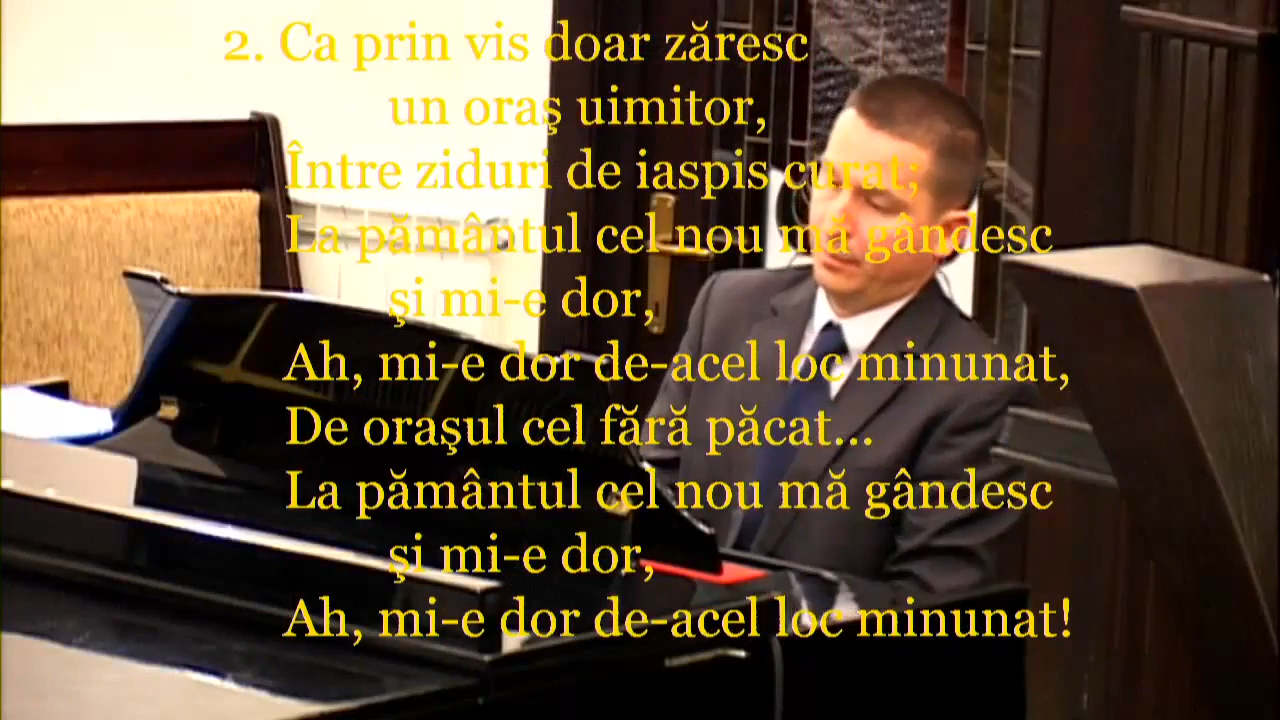 2. Ca prin vis doar zăresc
un oraş uimitor,
Între ziduri de iaspis curat;
La pământul cel nou mă gândesc
şi mi-e dor,
Ah, mi-e dor de-acel loc minunat,
De oraşul cel fără păcat...
La pământul cel nou mă gândesc
şi mi-e dor,
Ah, mi-e dor de-acel loc minunat!